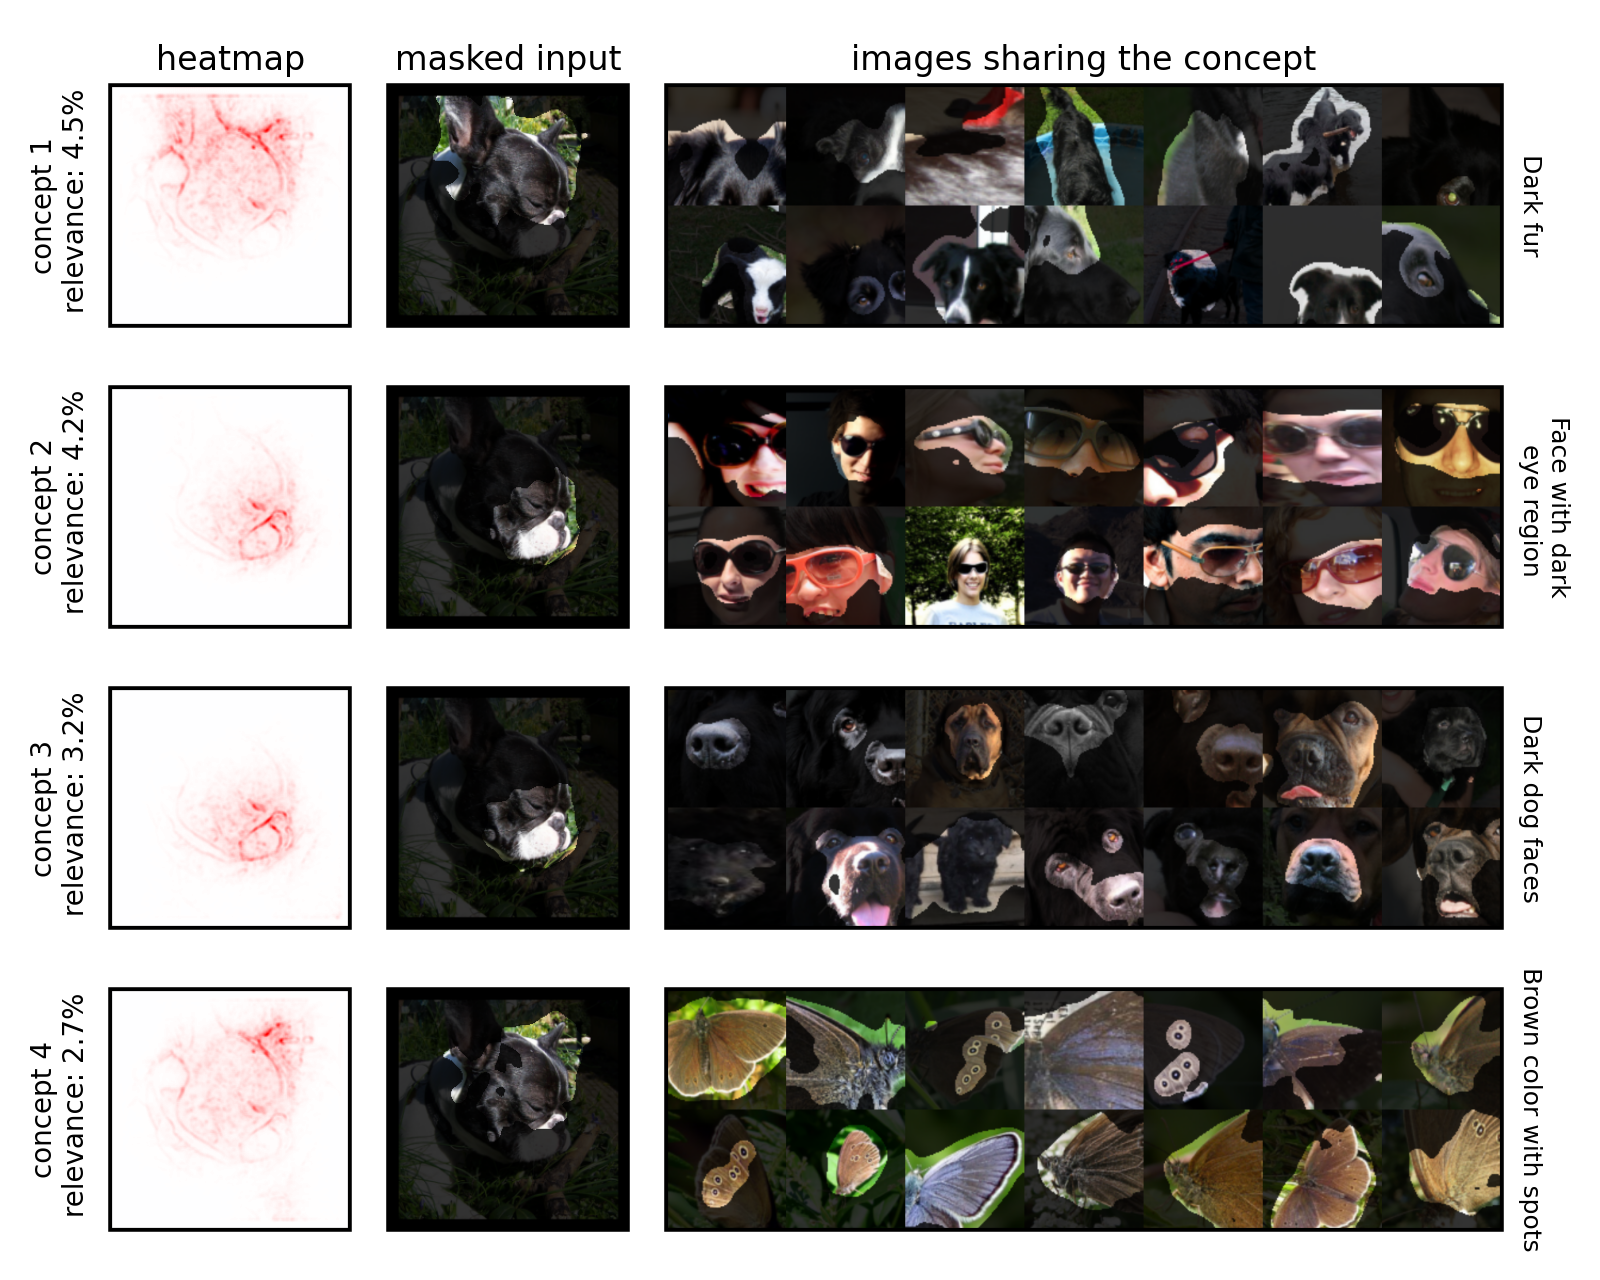 heatmap
masked input
images sharing the concept
concept 1
relevance: 4.5%
Dark fur
concept 2
relevance: 4.2%
Face with dark
eye region
concept 3
relevance: 3.2%
Dark dog faces
concept 4
relevance: 2.7%
Brown color with spots